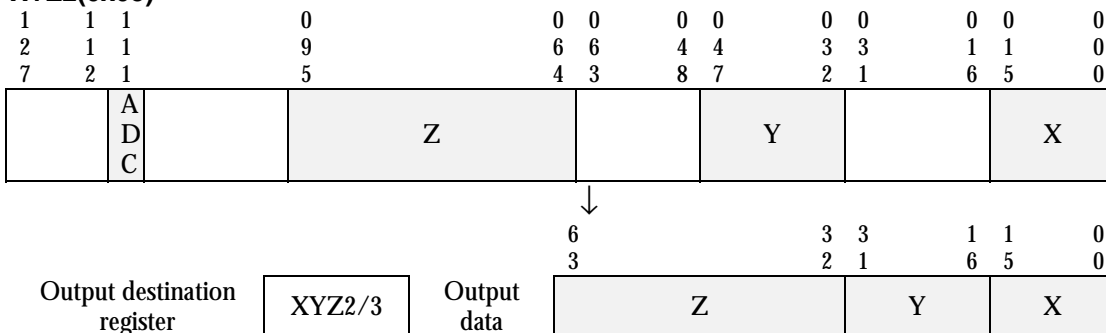 1 1 1 0 0 0 0 0 0 0 0 0 0
2 1 1 9 6 6 4 4 3 3 1 1 0
7 2 1 5 4 3 8 7 2 1 6 5 0
A
D Z Y X
C
↓
6 3 3 1 1 0
3 2 1 6 5 0
Output destination
register
XYZ2/3
Output
data
Z Y X